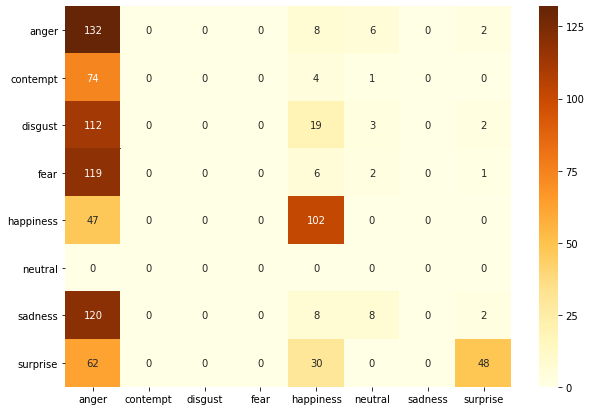 anger 132 0 0 0 8 6 0 2
contempt 74 0 0 0 4 1 0 0
disgust 112 0 0 0 19 3 0 2
fear 119 0 0 0 6 2 0 1
happiness 47 0 0 0 102 0 0 0
neutral 0 0 0 0 0 0 0 0
sadness 120 0 0 0 8 8 0 2
surprise 62 0 0 0 30 0 0 48
anger contempt disgust fear happiness neutral sadness surprise
125
100
75
50
25
0